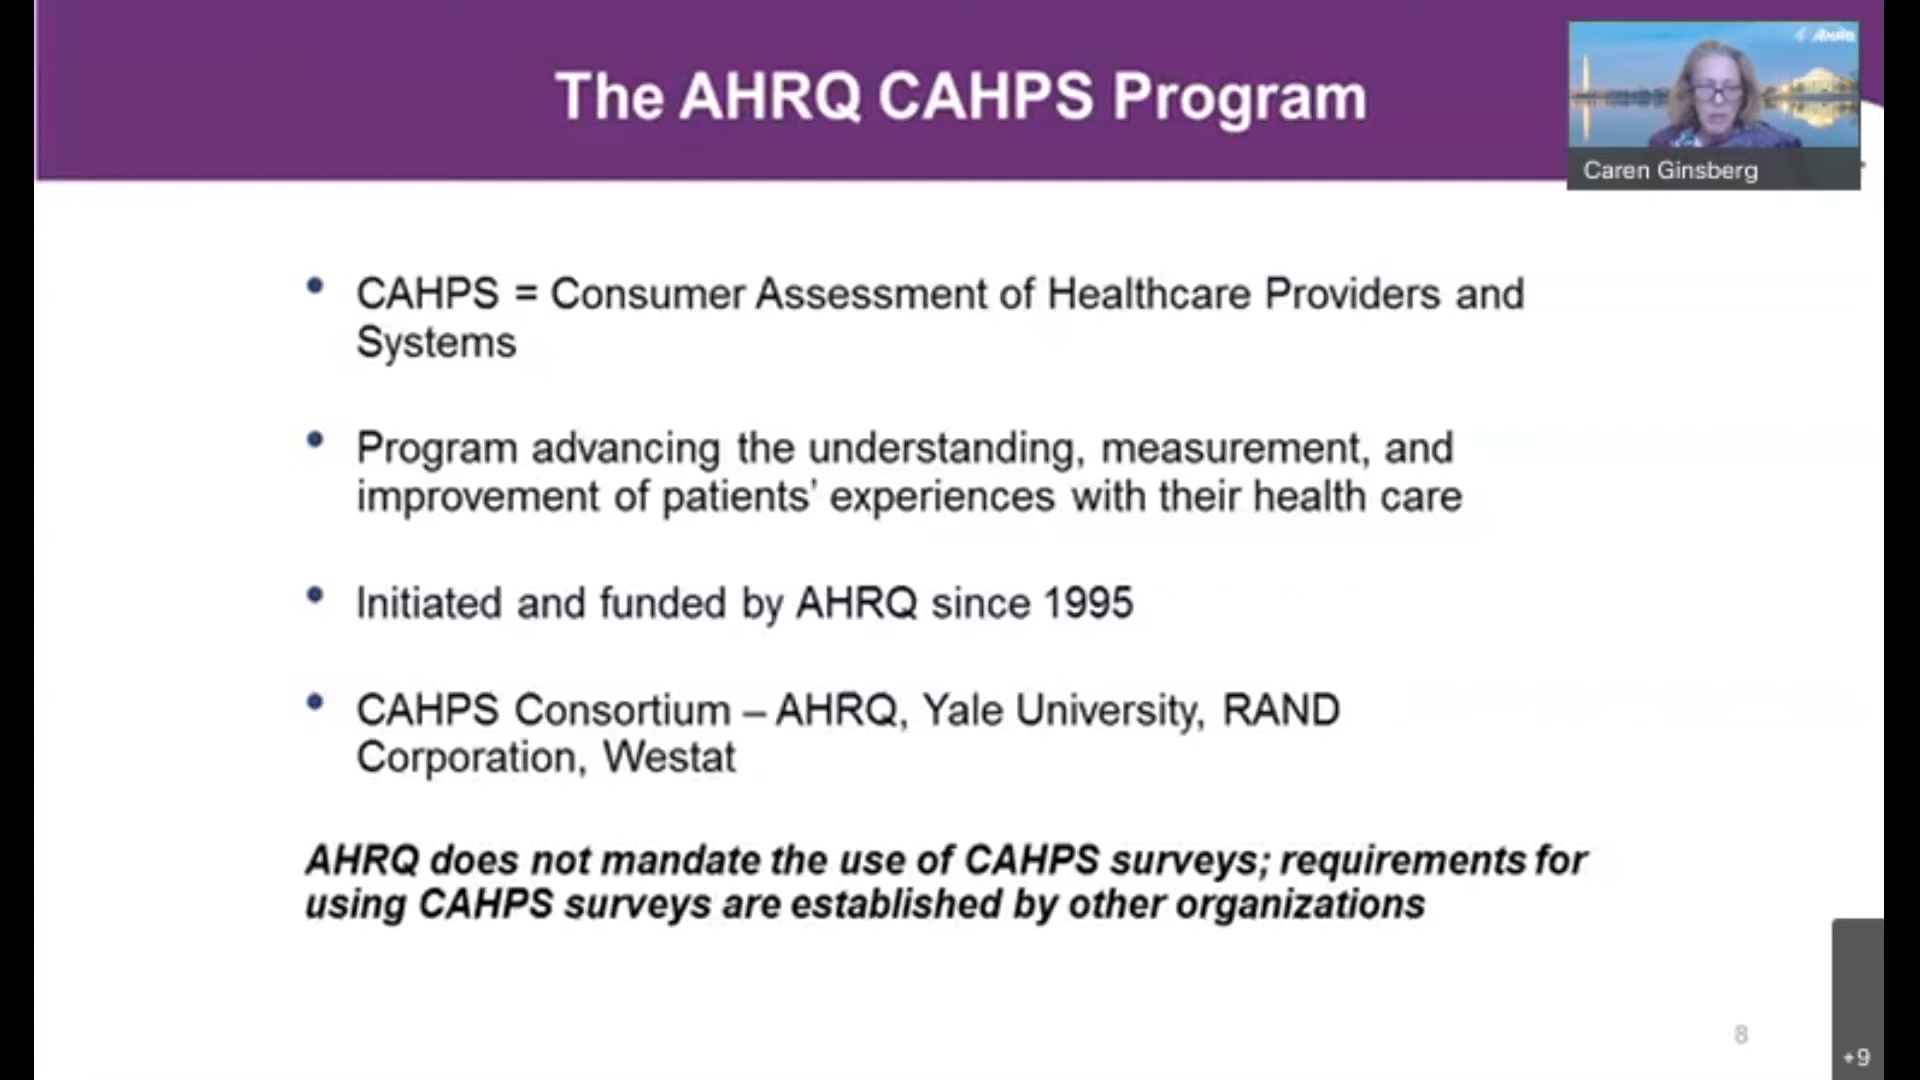 The AHRQ CAHPS Program
AHRQ
Caren Ginsberg
• CAHPS = Consumer Assessment of Healthcare Providers and
Systems
• Program advancing the understanding, measurement, and
improvement of patients’ experiences with their health care
• Initiated and funded by AHRQ since 1995
• CAHPS Consortium – AHRQ, Yale University, RAND
Corporation, Westat
AHRQ does not mandate the use of CAHPS surveys; requirements for
using CAHPS surveys are established by other organizations
8
+9